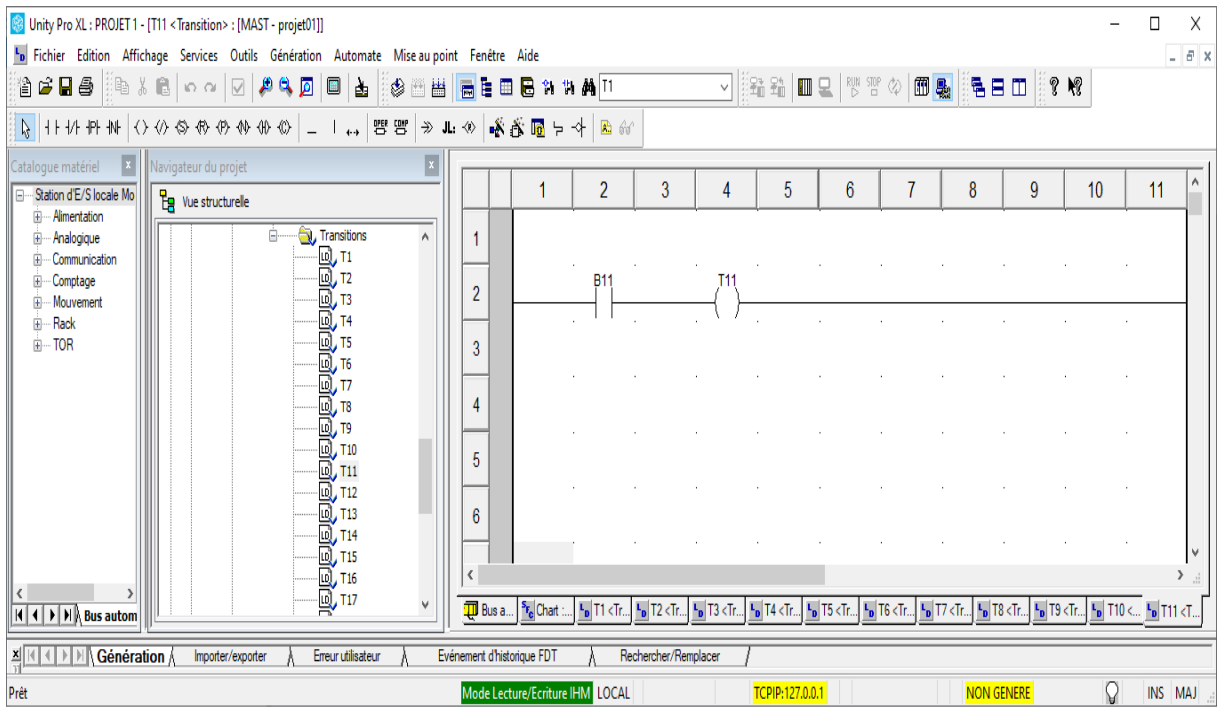 Unity Pro XL : PROJET 1 - [T11 <Transition> : [MAST - projet01]]
Fichier Edition Affichage Services Outils Génération Automate Mise au point Fenêtre Aide
T1
RUN STOP
OPER COMP JL:
Catalogue matériel
Station d'E/S locale Mo
Alimentation
Analogique
Communication
Comptage
Mouvement
Rack
TOR
Bus autom
Navigateur du projet
Vue structurelle
Transitions
T1
T2
T3
T4
T5
T6
T7
T8
T9
T10
T11
T12
T13
T14
T15
T16
T17
1 2 3 4 5 6 7 8 9 10 11
1
2
3
4
5
6
B11 T11
Bus a... Chart :... T1 <Tr... T2 <Tr... T3 <Tr... T4 <Tr... T5 <Tr... T6 <Tr... T7 <Tr... T8 <Tr... T9 <Tr... T10 <... T11 <T...
Génération Importer/exporter Erreur utilisateur Evénement d'historique FDT Rechercher/Remplacer
Prêt Mode Lecture/Ecriture IHM LOCAL TCPIP:127.0.0.1 NON GENERE INS MAJ